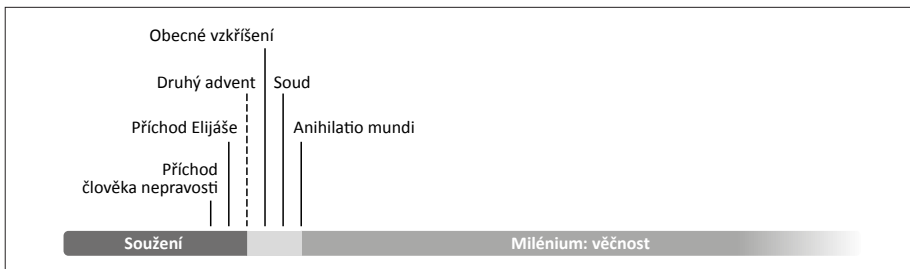 Obecné vzkříšení
Druhý advent
Soud
Příchod Elijáše
Anihilatio mundi
Příchod
člověka nepravosti
Soužení
Milénium: věčnost